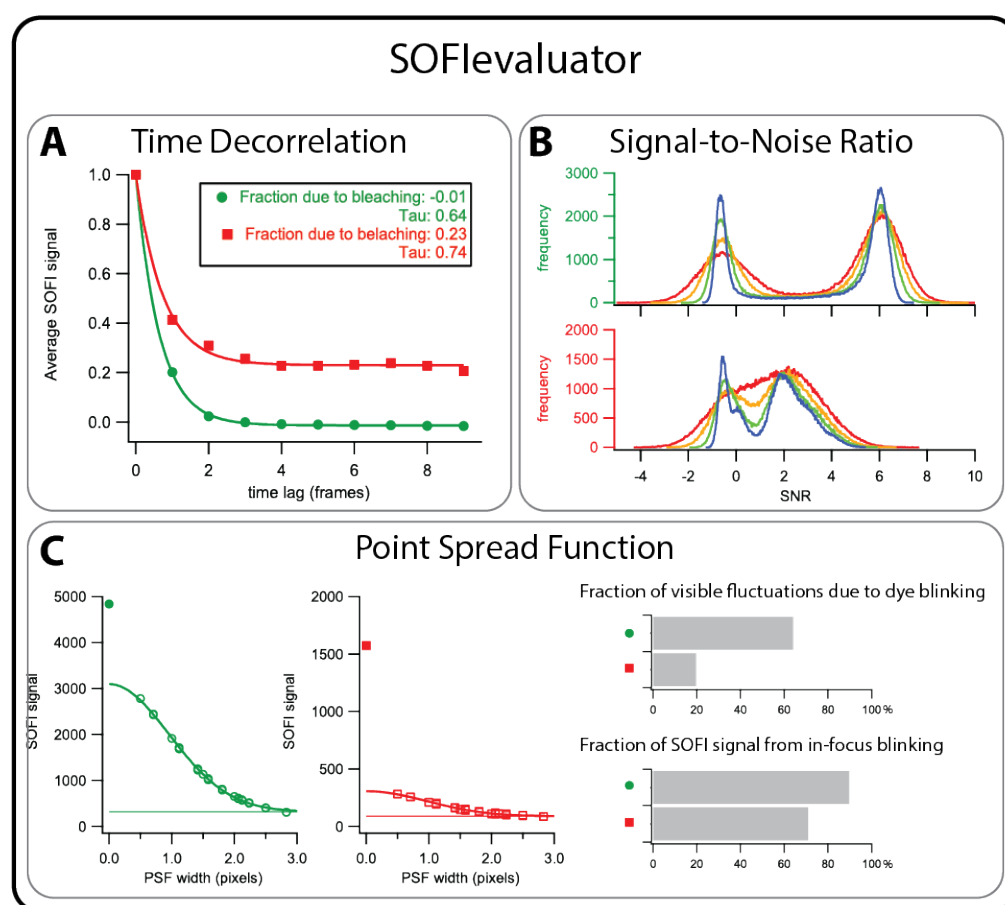 SOFIevaluator
A Time Decorrelation
1.0
0.8
0.6
0.4
0.2
0.0
Average SOFI signal
Fraction due to bleaching: -0.01
Tau: 0.64
Fraction due to belaching: 0.23
Tau: 0.74
0 2 4 6 8
time lag (frames)
B Signal-to-Noise Ratio
3000
2000
1000
0
frequency
2000
1500
1000
500
0
frequency
-4 -2 0 2 4 6 8 10
SNR
C Point Spread Function
5000
4000
3000
2000
1000
0
SOFI signal
0.0 1.0 2.0 3.0
PSF width (pixels)
2000
1500
1000
500
0
SOFI signal
0.0 1.0 2.0 3.0
PSF width (pixels)
Fraction of visible fluctuations due to dye blinking
0 20 40 60 80 100 %
Fraction of SOFI signal from in-focus blinking
0 20 40 60 80 100 %